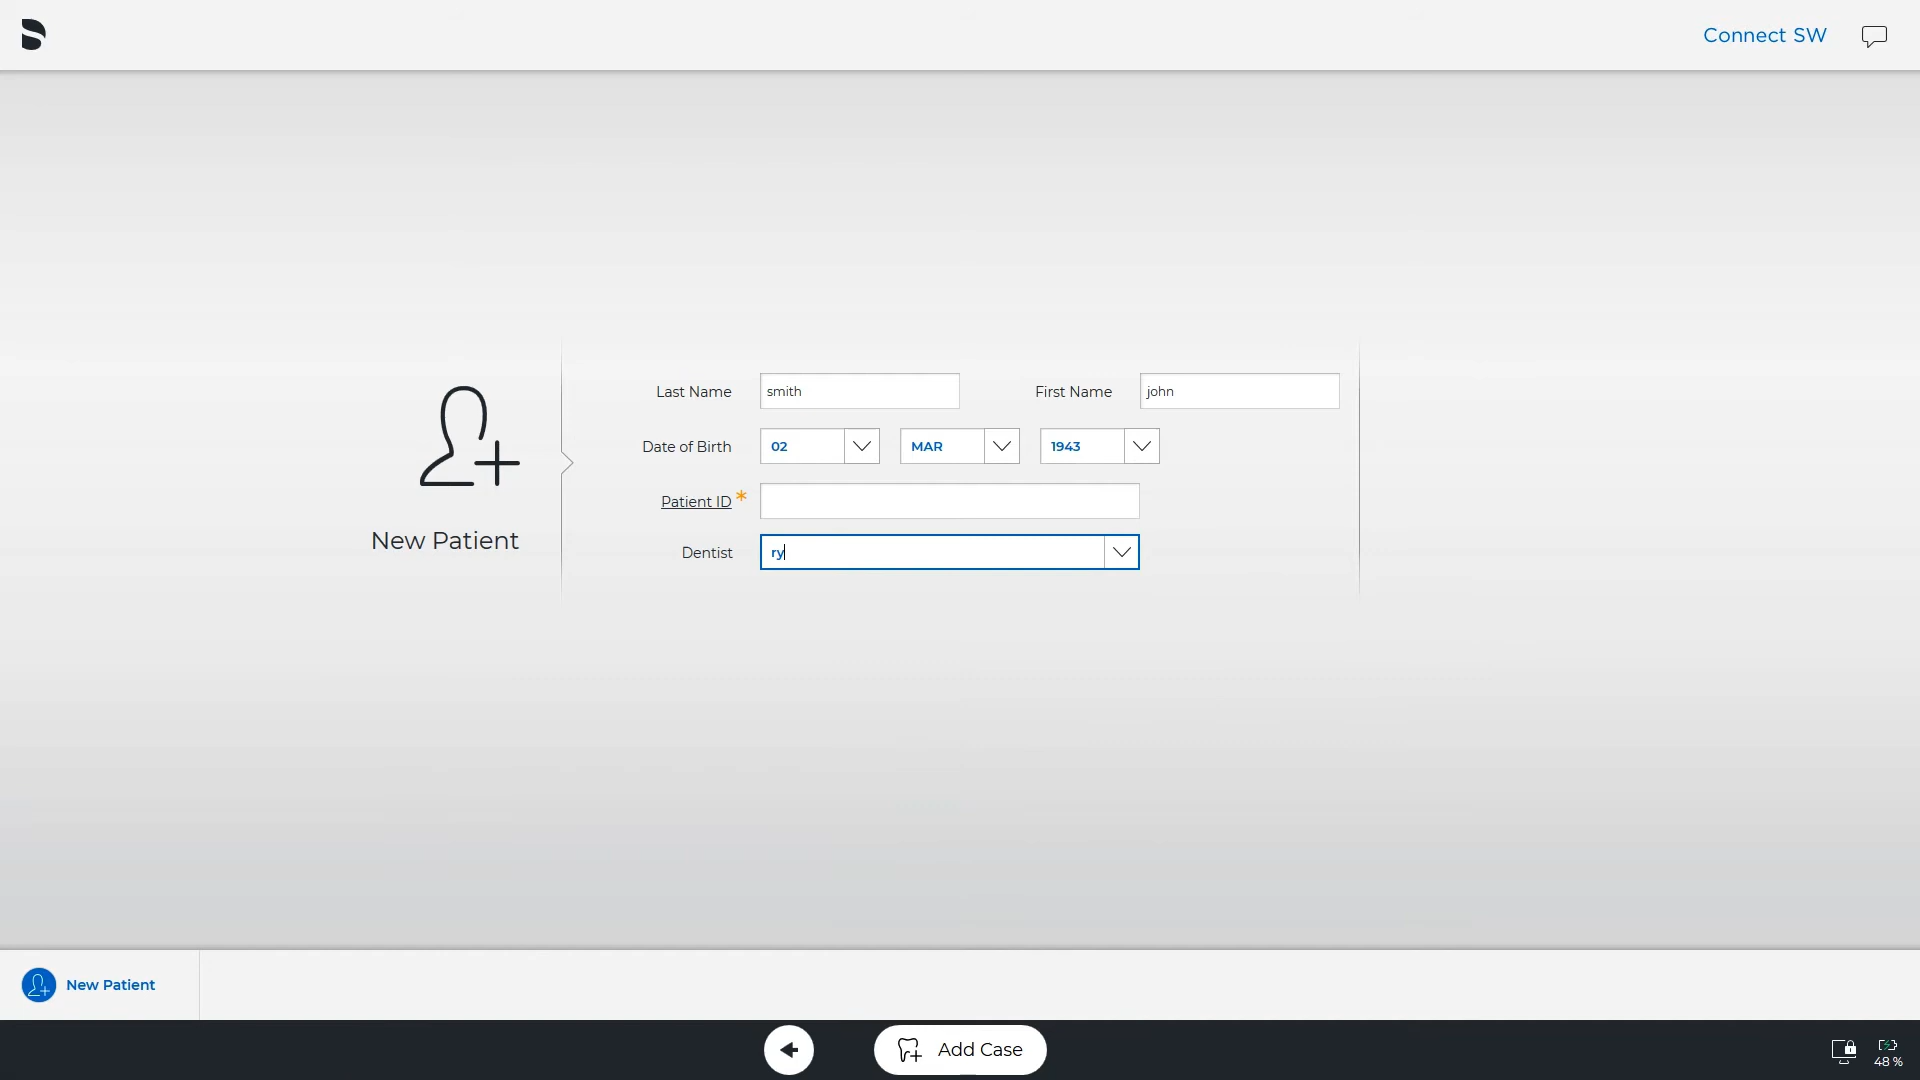 Connect SW
Last Name smith First Name john
Date of Birth 02 MAR 1943
Patient ID *
New Patient
Dentist ry
New Patient
Add Case
48 %